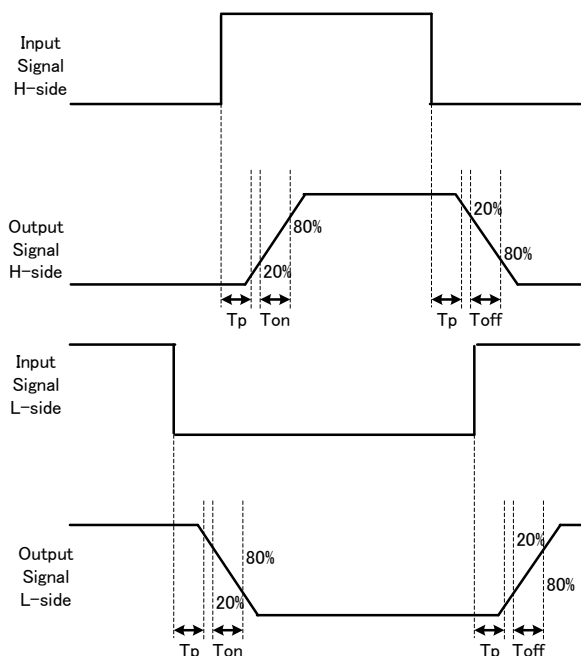 Input
Signal
H-side
Output
Signal
H-side
80%
20%
20%
80%
Tp
Ton
Tp
Toff
Input
Signal
L-side
Output
Signal
L-side
80%
20%
20%
80%
Tp
Ton
Tp
Toff